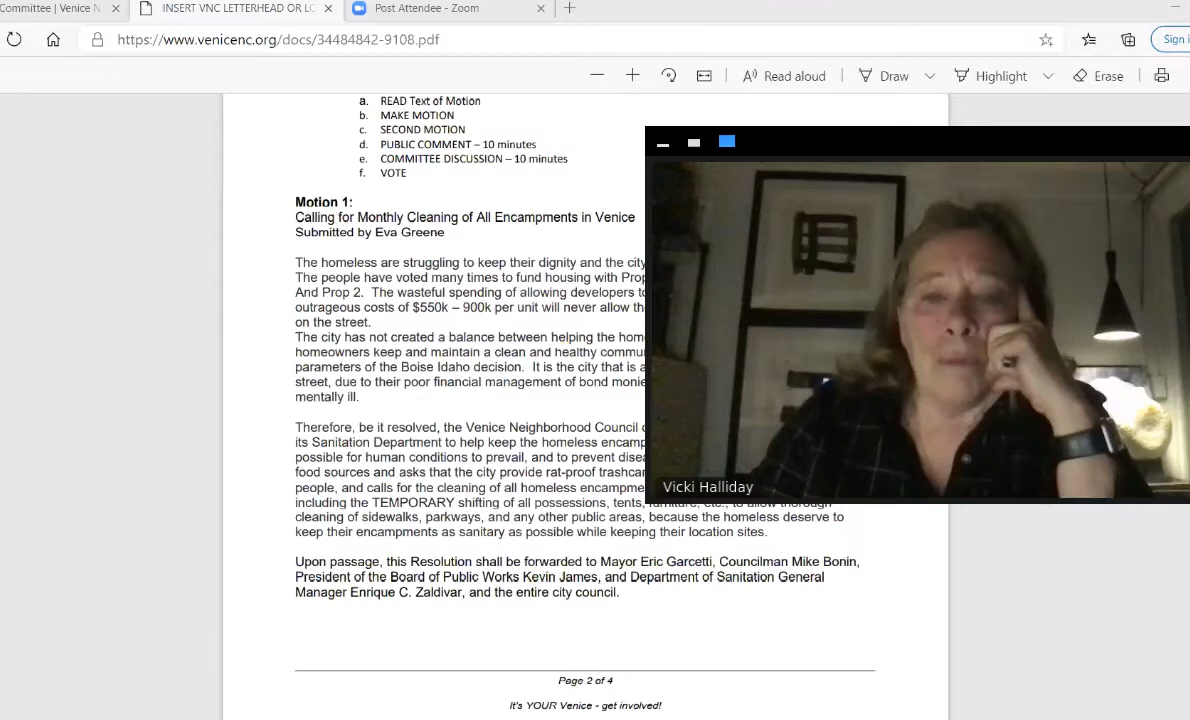 Committee | Venice N
INSERT VNC LETTERHEAD OR LO
Post Attendee - Zoom
https://www.venicenc.org/docs/34484842-9108.pdf
Sign i
Read aloud
Draw
Highlight
Erase
a. READ Text of Motion
b. MAKE MOTION
c. SECOND MOTION
d. PUBLIC COMMENT – 10 minutes
e. COMMITTEE DISCUSSION – 10 minutes
f. VOTE
Motion 1:
Calling for Monthly Cleaning of All Encampments in Venice
Submitted by Eva Greene
The homeless are struggling to keep their dignity and the city
The people have voted many times to fund housing with Prop
And Prop 2. The wasteful spending of allowing developers to
outrageous costs of $550k – 900k per unit will never allow th
on the street.
The city has not created a balance between helping the hom
homeowners keep and maintain a clean and healthy commu
parameters of the Boise Idaho decision. It is the city that is a
street, due to their poor financial management of bond monie
mentally ill.
Therefore, be it resolved, the Venice Neighborhood Council c
its Sanitation Department to help keep the homeless encamp
possible for human conditions to prevail, and to prevent disea
food sources and asks that the city provide rat-proof trashcar
people, and calls for the cleaning of all homeless encampme
including the TEMPORARY shifting of all possessions, tents, furniture, etc., to allow thorough
cleaning of sidewalks, parkways, and any other public areas, because the homeless deserve to
keep their encampments as sanitary as possible while keeping their location sites.
Upon passage, this Resolution shall be forwarded to Mayor Eric Garcetti, Councilman Mike Bonin,
President of the Board of Public Works Kevin James, and Department of Sanitation General
Manager Enrique C. Zaldivar, and the entire city council.
Page 2 of 4
It's YOUR Venice - get involved!
Vicki Halliday